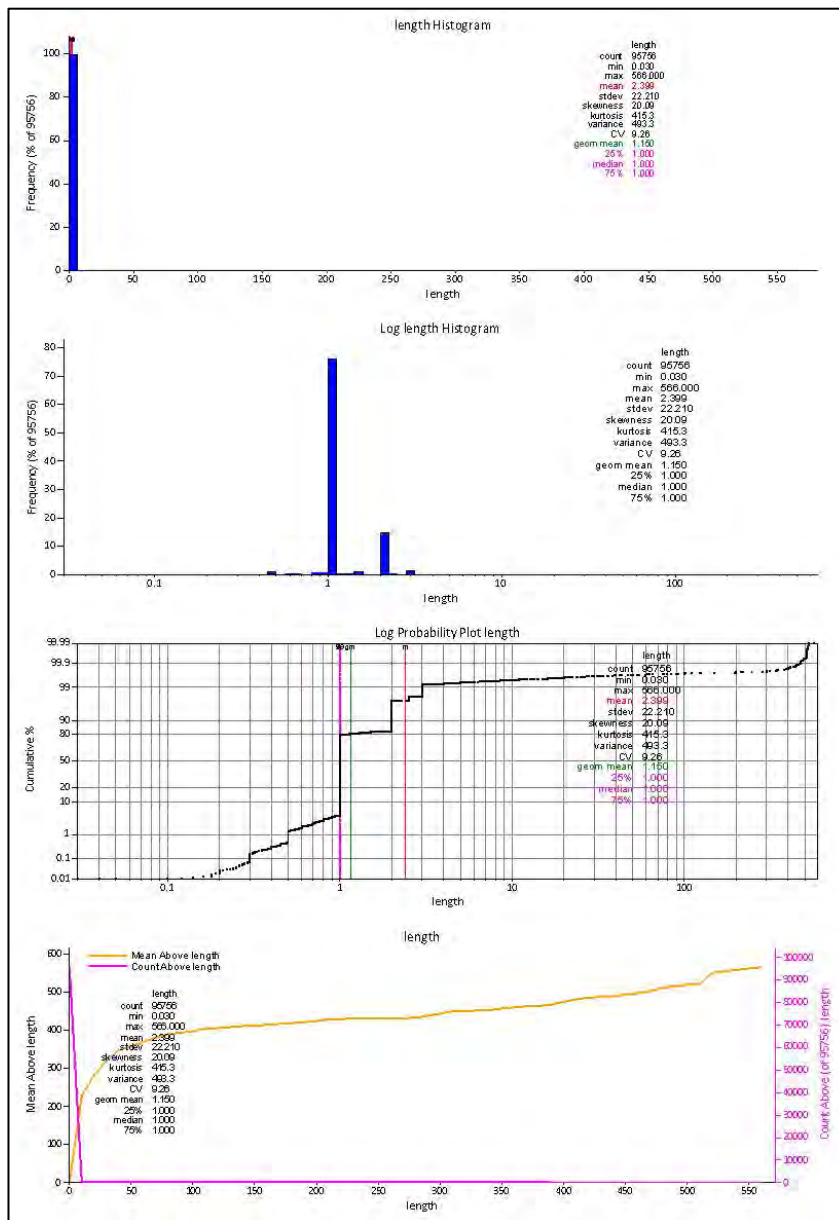 length Histogram
length
count 95756
min 0.030
max 566.000
mean 2.399
stdev 22.210
skewness 20.09
kurtosis 415.3
variance 493.3
CV 9.26
geom mean 1.150
25% 1.000
median 1.000
75% 1.000
Frequency (% of 95756)
100
80
60
40
20
0
0 50 100 150 200 250 300 350 400 450 500 550
length
Log length Histogram
length
count 95756
min 0.030
max 566.000
mean 2.399
stdev 22.210
skewness 20.09
kurtosis 415.3
variance 493.3
CV 9.26
geom mean 1.150
25% 1.000
median 1.000
75% 1.000
Frequency (% of 95756)
80
70
60
50
40
30
20
10
0
0.1 1 10 100
length
Log Probability Plot length
m
length
count 95756
min 0.030
max 566.000
mean 2.399
stdev 22.210
skewness 20.09
kurtosis 415.3
variance 493.3
CV 9.26
geom mean 1.150
25% 1.000
median 1.000
75% 1.000
Cumulative %
99.99
99.9
99
90
80
50
20
10
1
0.1
0.01
0.1 1 10 100
length
length
Mean Above length
Count Above length
length
count 95756
min 0.030
max 566.000
mean 2.399
stdev 22.210
skewness 20.09
kurtosis 415.3
variance 493.3
CV 9.26
geom mean 1.150
25% 1.000
median 1.000
75% 1.000
Mean Above length
600
500
400
300
200
100
0
Count Above (of 95756) length
100000
90000
80000
70000
60000
50000
40000
30000
20000
10000
0
0 50 100 150 200 250 300 350 400 450 500 550
length